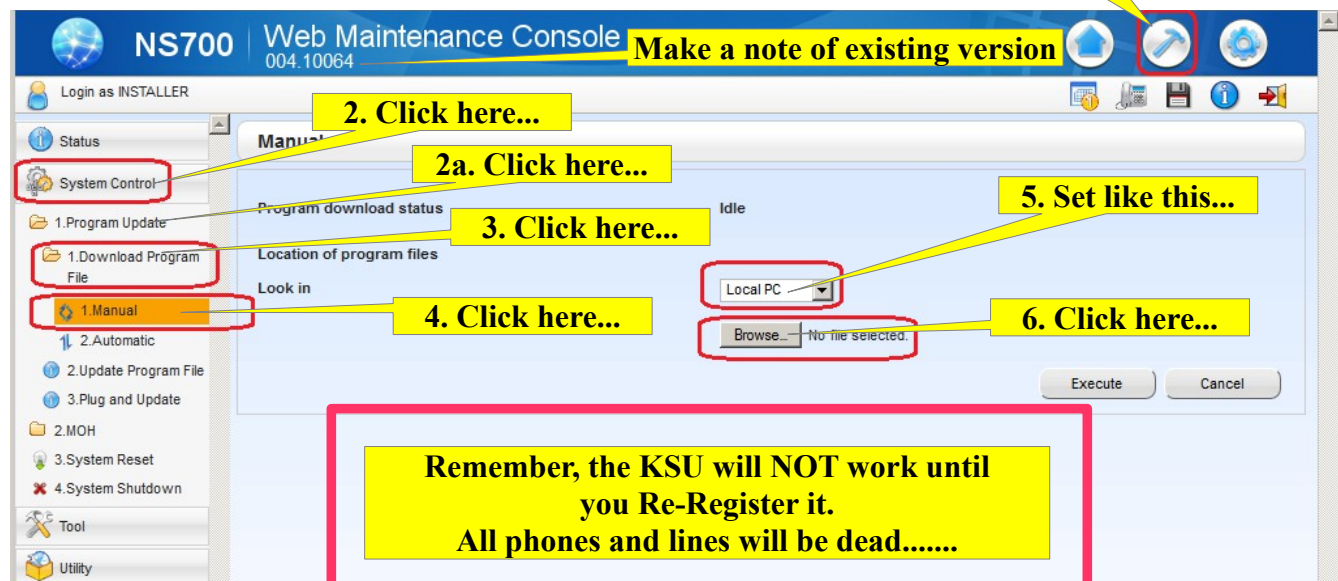 NS700
Web Maintenance Console
004.10064
Make a note of existing version
Login as INSTALLER
2. Click here...
Status
System Control
2a. Click here...
1.Program Update
Program download status
Idle
5. Set like this...
3. Click here...
1.Download Program
File
Location of program files
Look in
Local PC
1.Manual
4. Click here...
6. Click here...
Browse...
No file selected.
2.Automatic
2.Update Program File
3.Plug and Update
Execute
Cancel
2.MOH
3.System Reset
4.System Shutdown
Tool
Utility
Remember, the KSU will NOT work until
you Re-Register it.
All phones and lines will be dead.......